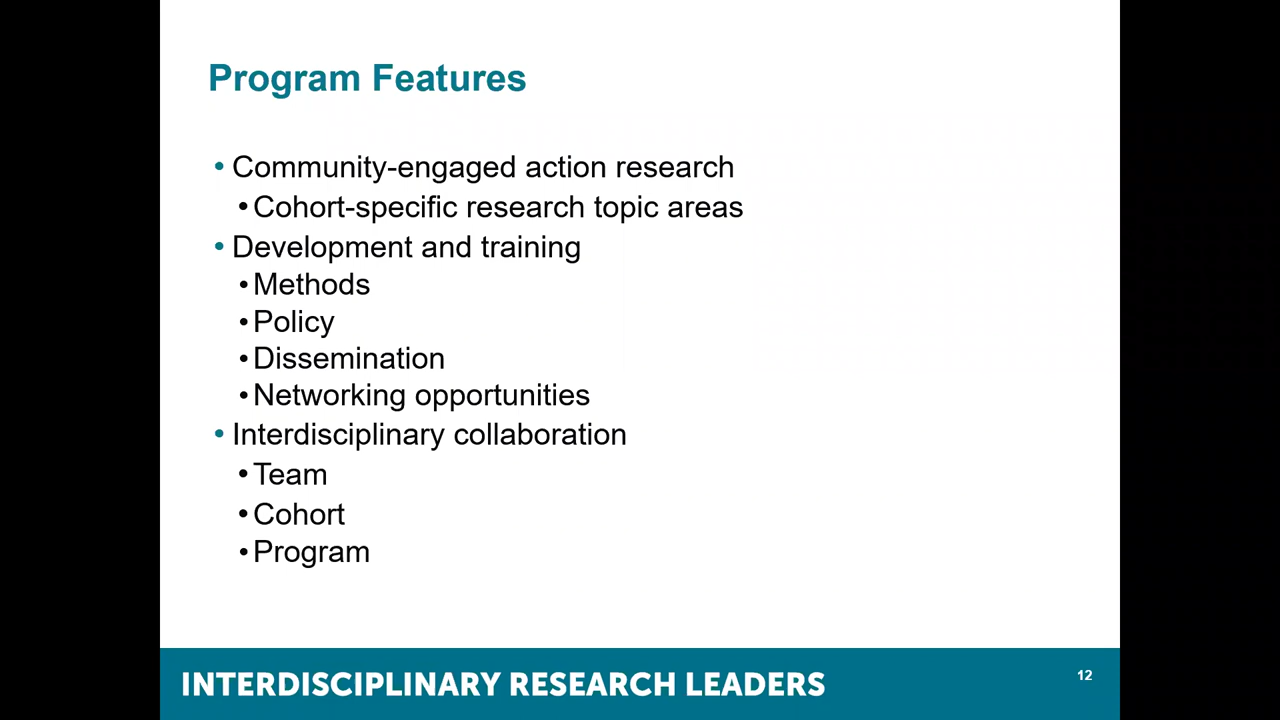 Program Features
• Community-engaged action research
• Cohort-specific research topic areas
• Development and training
• Methods
• Policy
• Dissemination
• Networking opportunities
• Interdisciplinary collaboration
• Team
• Cohort
• Program
INTERDISCIPLINARY RESEARCH LEADERS
12